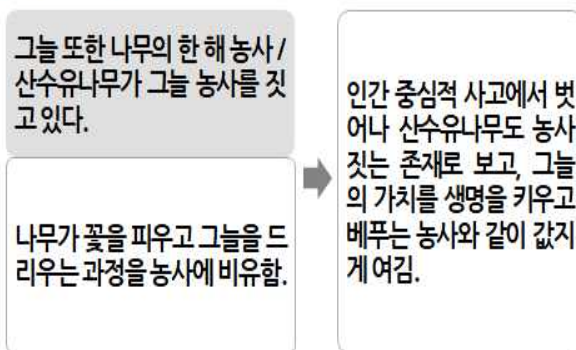 그늘 또한 나무의 한 해 농사 /
산수유나무가 그늘 농사를 짓
고 있다.
나무가 꽃을 피우고 그늘을 드
리우는 과정을 농사에 비유함.
인간 중심적 사고에서 벗
어나 산수유나무도 농사
짓는 존재로 보고, 그늘
의 가치를 생명을 키우고
베푸는 농사와 같이 값지
게 여김.